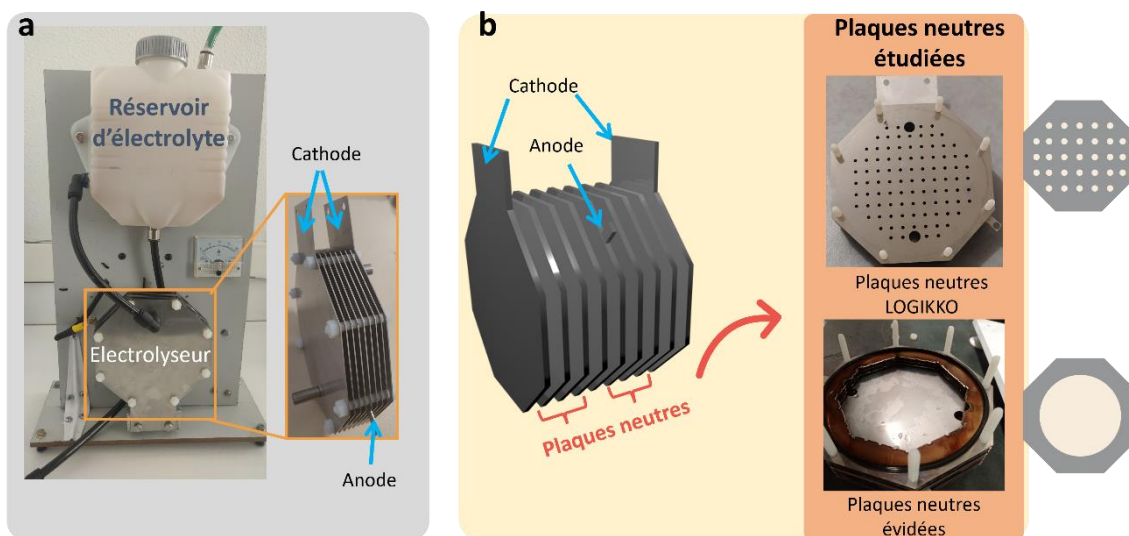 a
Réservoir
d'électrolyte
Cathode
Electrolyseur
Anode
b
Cathode
Anode
Plaques neutres
Plaques neutres
étudiées
Plaques neutres
LOGIKKO
Plaques neutres
évidées